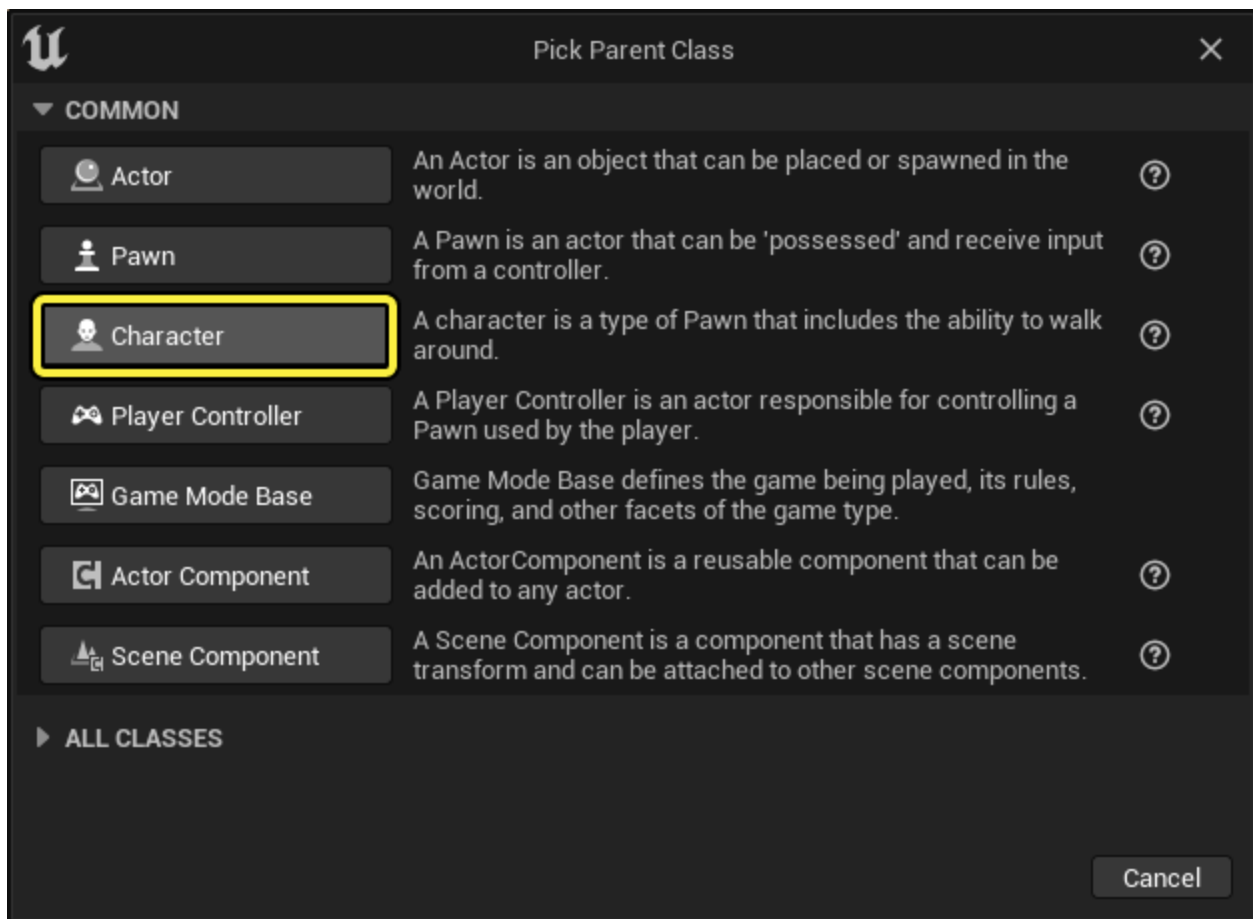 Pick Parent Class
COMMON
Actor
An Actor is an object that can be placed or spawned in the
world.
Pawn
A Pawn is an actor that can be 'possessed' and receive input
from a controller.
Character
A character is a type of Pawn that includes the ability to walk
around.
Player Controller
A Player Controller is an actor responsible for controlling a
Pawn used by the player.
Game Mode Base
Game Mode Base defines the game being played, its rules,
scoring, and other facets of the game type.
Actor Component
An ActorComponent is a reusable component that can be
added to any actor.
Scene Component
A Scene Component is a component that has a scene
transform and can be attached to other scene components.
ALL CLASSES
Cancel